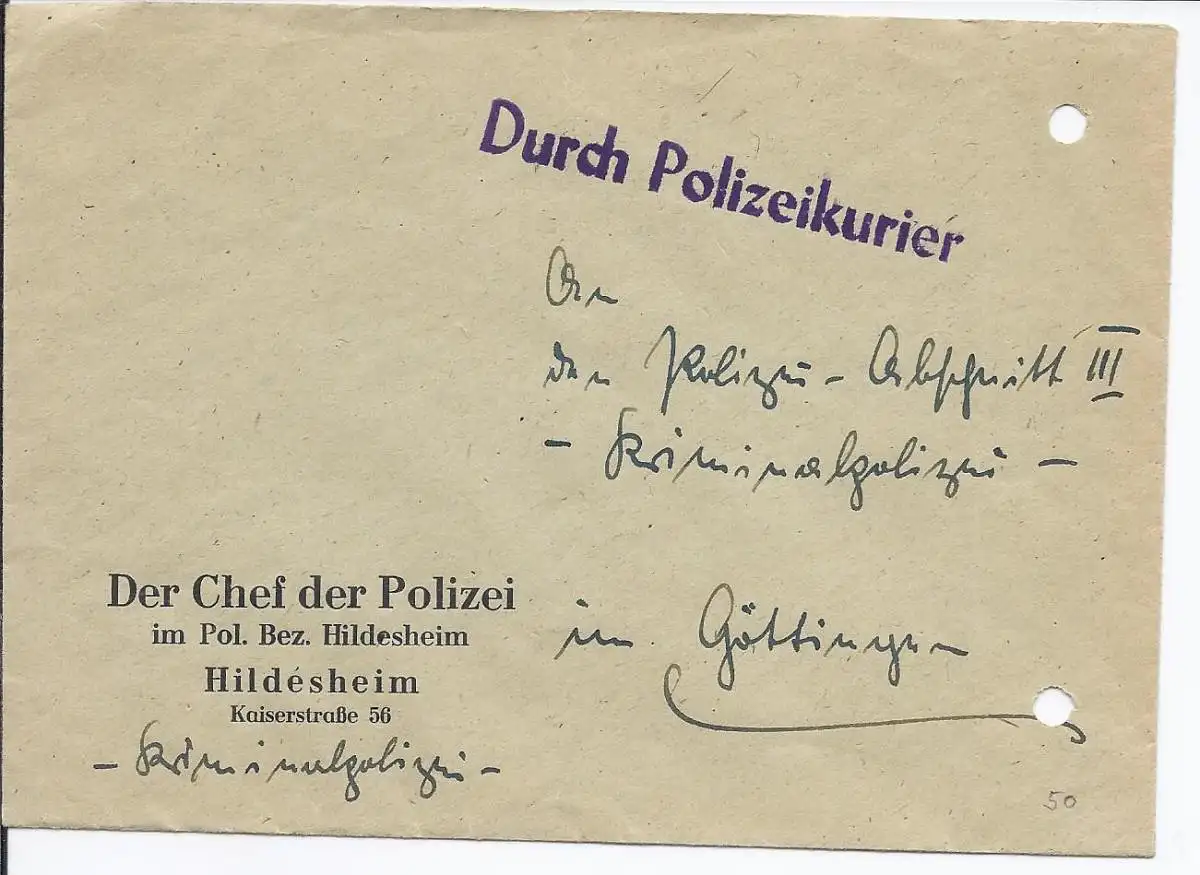 Durch Polizeikurier
An
den Polizei - Abschnitt III
- Kriminalpolizei -
in Göttingen
Der Chef der Polizei
im Pol. Bez. Hildesheim
Hildesheim
Kaiserstraße 56
- Kriminalpolizei -
50